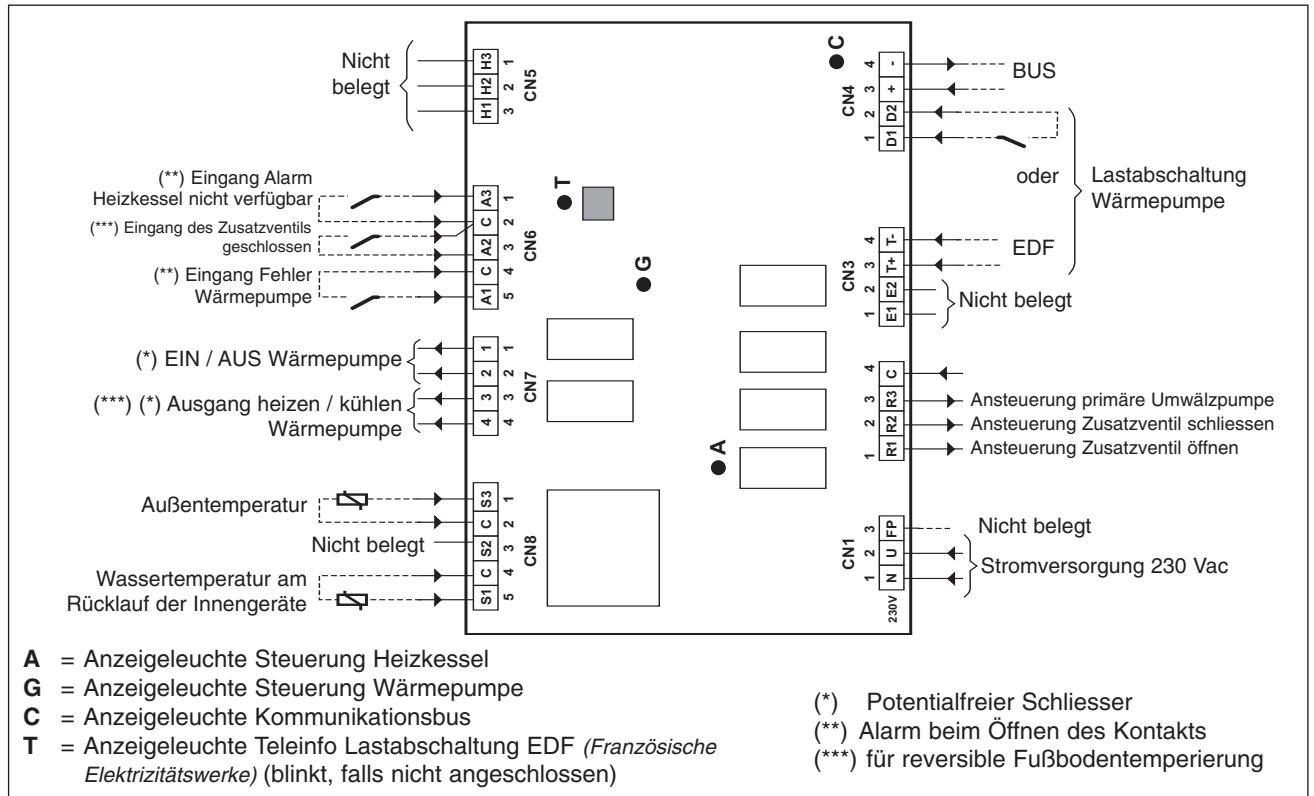 Nicht
belegt
H3 1
H2 2
H1 3
CN5
(**) Eingang Alarm
Heizkessel nicht verfügbar
(***) Eingang des Zusatzventils
geschlossen
(**) Eingang Fehler
Wärmepumpe
A3 1
C 2
A2 3
C 4
A1 5
CN6
(*) EIN / AUS Wärmepumpe
(***) (*) Ausgang heizen / kühlen
Wärmepumpe
1 1
2 2
3 3
4 4
CN7
Außentemperatur
Nicht belegt
Wassertemperatur am
Rücklauf der Innengeräte
S3 1
C 2
S2 3
C 4
S1 5
CN8
T
G
A
C
CN4
4 -
3 +
2 D2
1 D1
BUS
oder
Lastabschaltung
Wärmepumpe
CN3
4 T-
3 T+
2 E2
1 E1
EDF
Nicht belegt
4 C
3 R3
2 R2
1 R1
Ansteuerung primäre Umwälzpumpe
Ansteuerung Zusatzventil schliessen
Ansteuerung Zusatzventil öffnen
CN1
3 FP
2 U
1 N
230V
Nicht belegt
Stromversorgung 230 Vac
A = Anzeigeleuchte Steuerung Heizkessel
G = Anzeigeleuchte Steuerung Wärmepumpe
C = Anzeigeleuchte Kommunikationsbus
T = Anzeigeleuchte Teleinfo Lastabschaltung EDF (Französische
Elektrizitätswerke) (blinkt, falls nicht angeschlossen)
(*) Potentialfreier Schliesser
(**) Alarm beim Öffnen des Kontakts
(***) für reversible Fußbodentemperierung